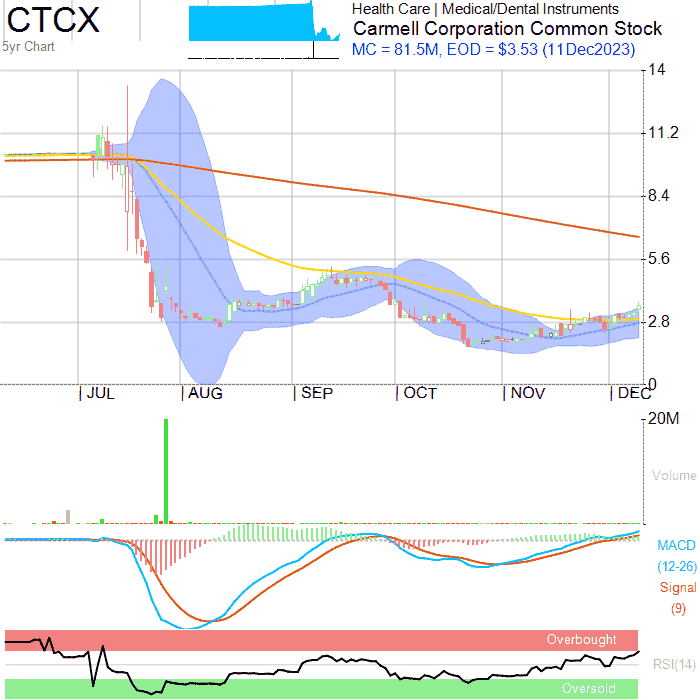 CTCX
5yr Chart
Health Care | Medical/Dental Instruments
Carmell Corporation Common Stock
MC = 81.5M, EOD = $3.53 (11Dec2023)
14
11.2
8.4
5.6
2.8
0
JUL AUG SEP OCT NOV DEC
20M
Volume
MACD
(12-26)
Signal
(9)
Overbought
RSI(14)
Oversold